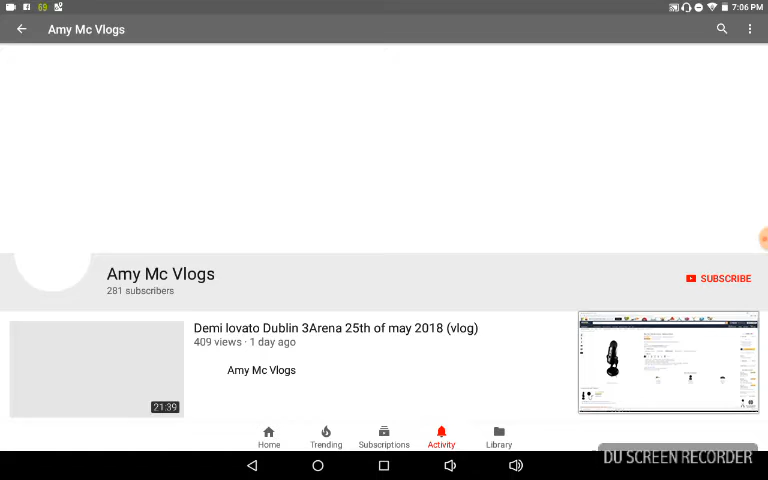 69
7:06 PM
Amy Mc Vlogs
Amy Mc Vlogs
281 subscribers
SUBSCRIBE
Demi lovato Dublin 3Arena 25th of may 2018 (vlog)
409 views · 1 day ago
Amy Mc Vlogs
21:39
Home
Trending
Subscriptions
Activity
Library
DU SCREEN RECORDER